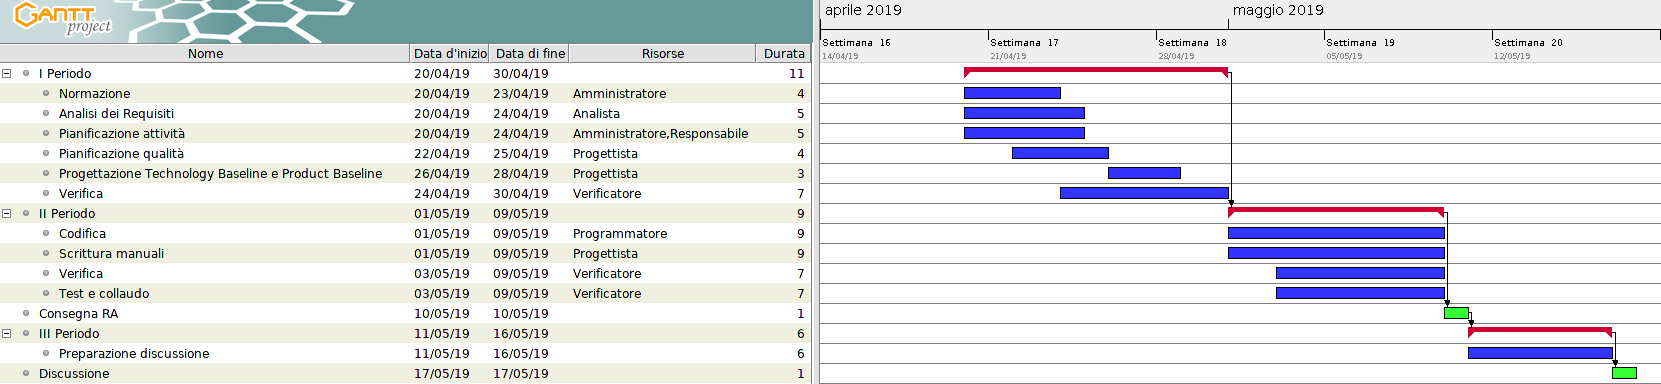 GANTT
project
aprile 2019 maggio 2019
Settimana 16 Settimana 17 Settimana 18 Settimana 19 Settimana 20
14/04/19 21/04/19 28/04/19 05/05/19 12/05/19
Nome Data d'inizio Data di fine Risorse Durata
I Periodo 20/04/19 30/04/19 11
Normazione 20/04/19 23/04/19 Amministratore 4
Analisi dei Requisiti 20/04/19 24/04/19 Analista 5
Pianificazione attività 20/04/19 24/04/19 Amministratore,Responsabile 5
Pianificazione qualità 22/04/19 25/04/19 Progettista 4
Progettazione Technology Baseline e Product Baseline 26/04/19 28/04/19 Progettista 3
Verifica 24/04/19 30/04/19 Verificatore 7
II Periodo 01/05/19 09/05/19 9
Codifica 01/05/19 09/05/19 Programmatore 9
Scrittura manuali 01/05/19 09/05/19 Progettista 9
Verifica 03/05/19 09/05/19 Verificatore 7
Test e collaudo 03/05/19 09/05/19 Verificatore 7
Consegna RA 10/05/19 10/05/19 1
III Periodo 11/05/19 16/05/19 6
Preparazione discussione 11/05/19 16/05/19 6
Discussione 17/05/19 17/05/19 1